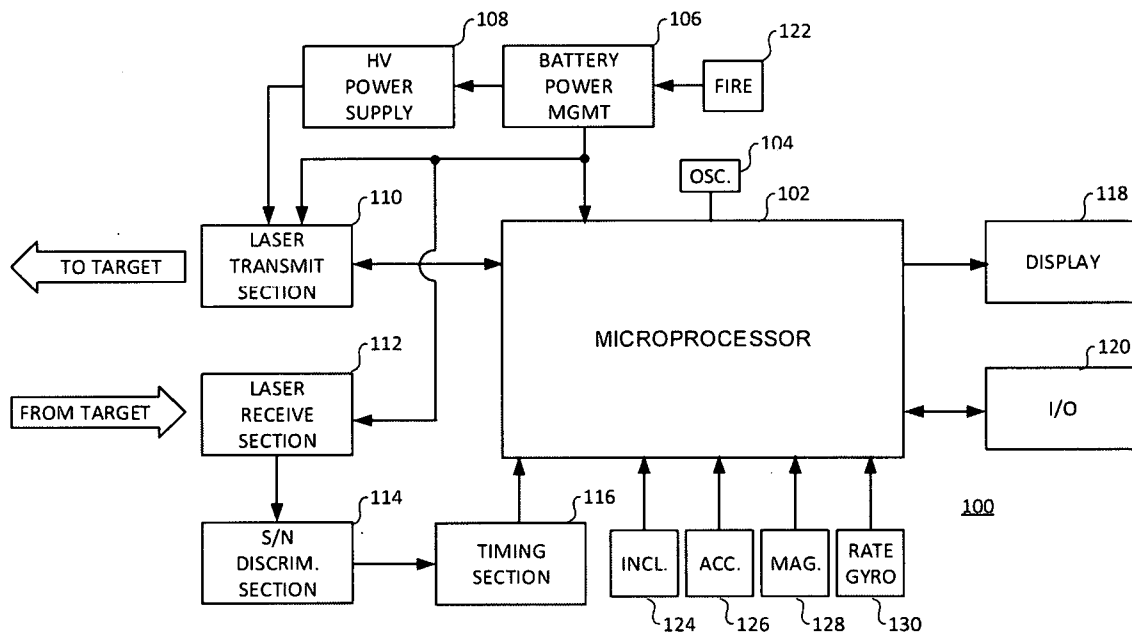 108
106
122
HV
POWER
SUPPLY
BATTERY
POWER
MGMT
FIRE
104
OSC.
110
102
118
LASER
TRANSMIT
SECTION
TO TARGET
DISPLAY
MICROPROCESSOR
112
120
LASER
RECEIVE
SECTION
FROM TARGET
I/O
114
116
100
S/N
DISCRIM.
SECTION
TIMING
SECTION
INCL.
ACC.
MAG.
RATE
GYRO
124
126
128
130